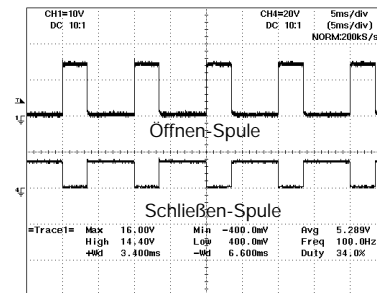 CH1=10V CH4=20V 5ms/div
DC 10:1 DC 10:1 (5ms/div)
NORM:200kS/s
1
Öffnen-Spule
4
Schließen-Spule
=Trace1= Max 16.00V Min -400.0mV Avg 5.289V
High 14.40V Low 400.0mV Freq 100.0Hz
+Wd 3.400ms -Wd 6.600ms Duty 34.0%